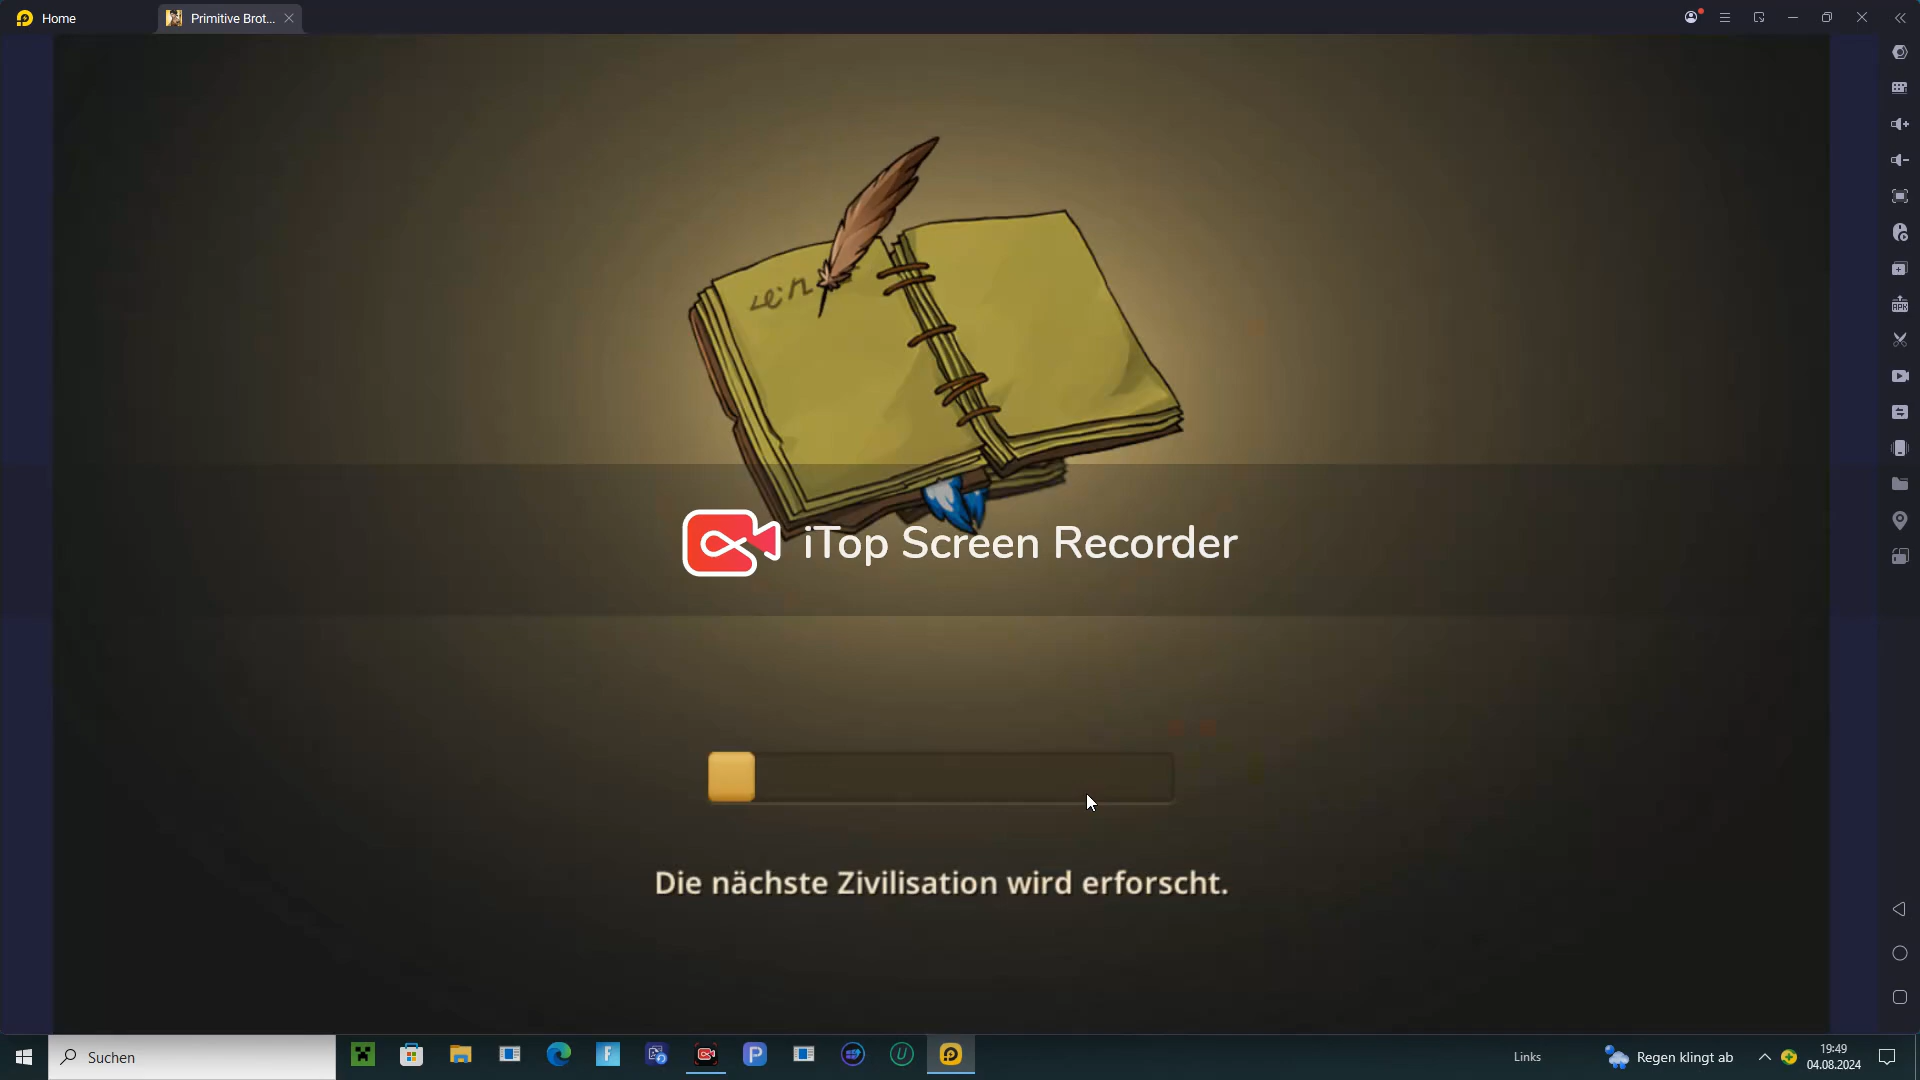 Home
Primitive Brot...
iTop Screen Recorder
Die nächste Zivilisation wird erforscht.
Suchen
Links
Regen klingt ab
19:49
04.08.2024